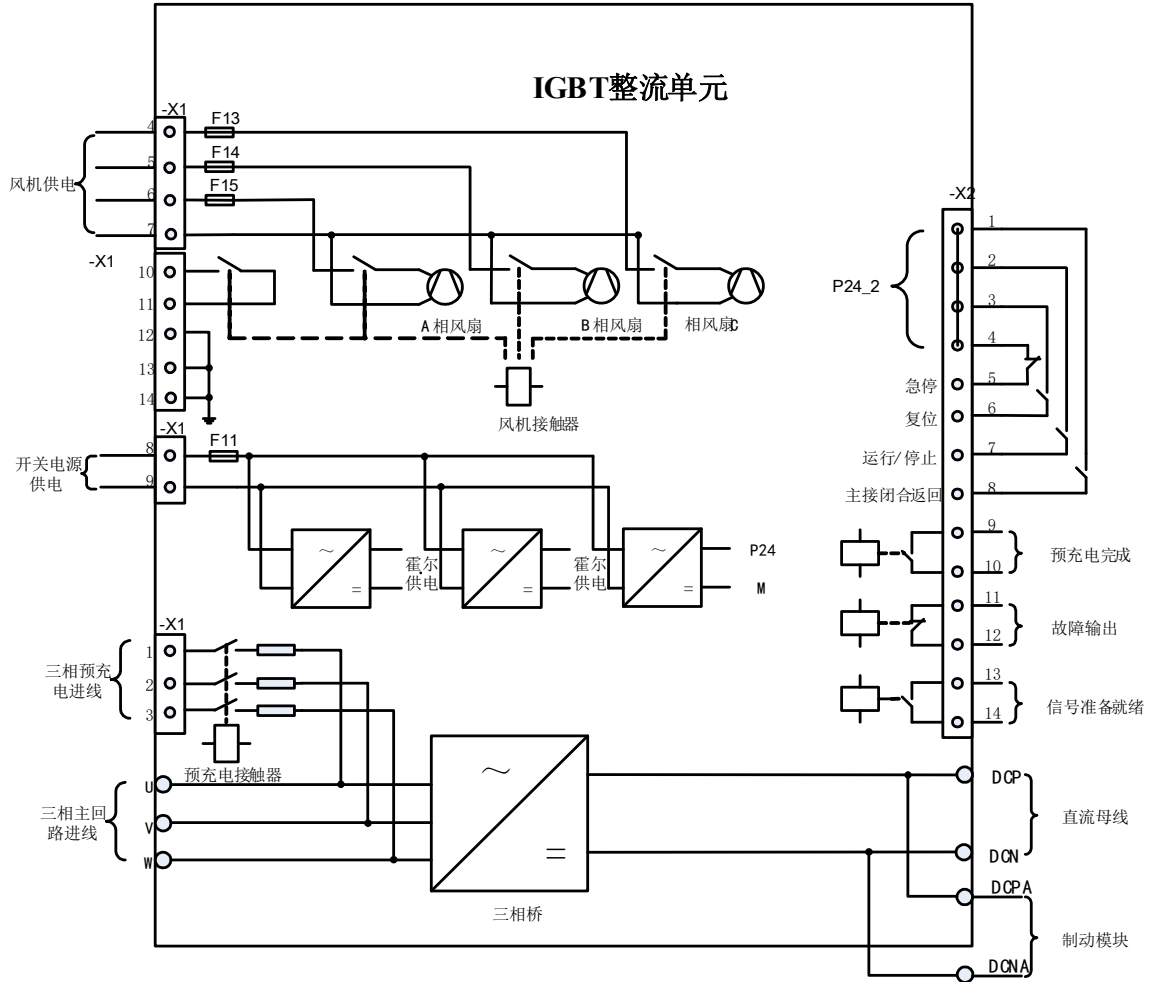 IGBT整流单元
-X1
4
F13
5
F14
6
F15
7
风机供电
-X1
10
11
12
13
14
A相风扇
B相风扇
相风扇C
风机接触器
-X1
8
F11
9
开关电源
供电
~
=
霍尔
供电
~
=
霍尔
供电
~
=
P24
M
-X1
1
2
3
三相预充
电进线
预充电接触器
U
V
W
三相主回
路进线
~
=
三相桥
-X2
P24_2
1
2
3
4
急停
5
复位
6
运行/停止
7
主接闭合返回
8
9
10
预充电完成
11
12
故障输出
13
14
信号准备就绪
DCP
DCN
直流母线
DCPA
DCNA
制动模块